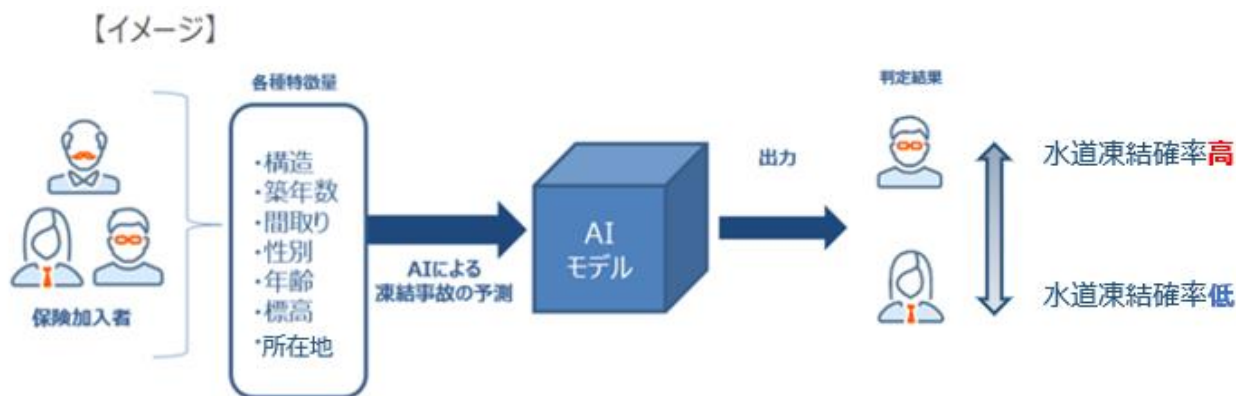 【イメージ】
各種特徴量
・構造
・築年数
・間取り
・性別
・年齢
・標高
・所在地
保険加入者
AIによる
凍結事故の予測
AI
モデル
出力
判定結果
水道凍結確率高
水道凍結確率低